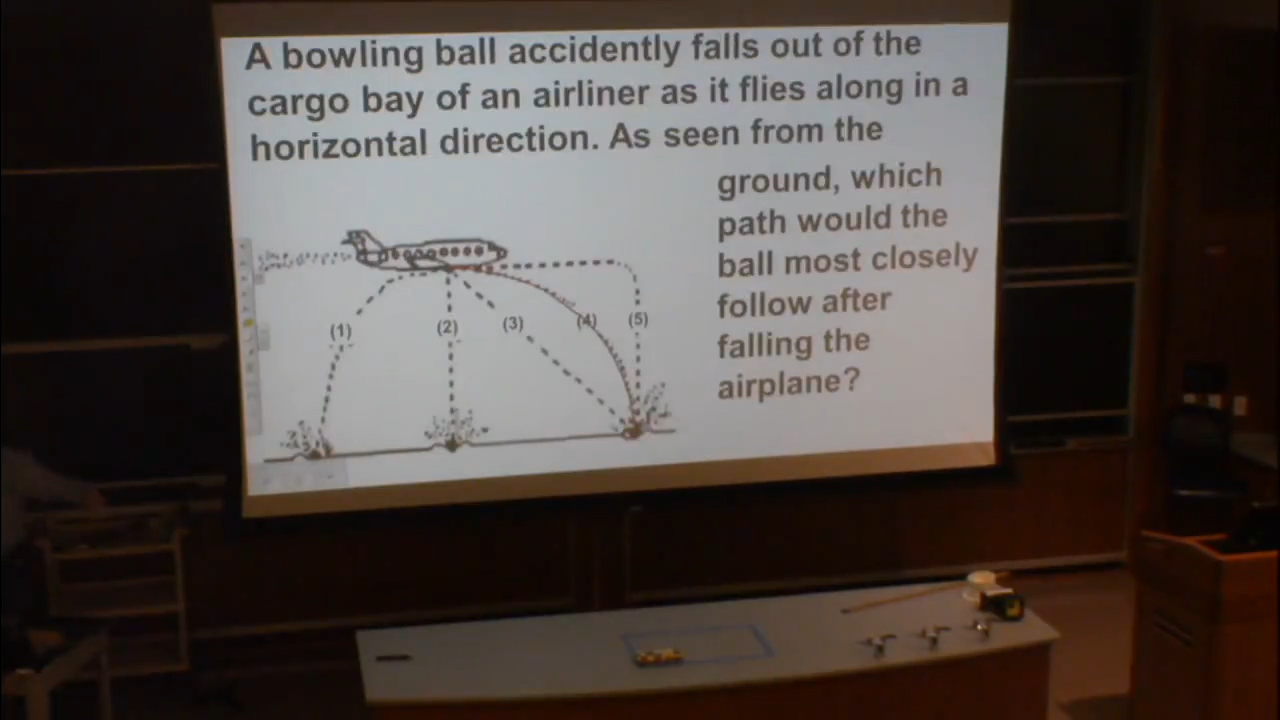 A bowling ball accidently falls out of the
cargo bay of an airliner as it flies along in a
horizontal direction. As seen from the
ground, which
path would the
ball most closely
follow after
falling the
airplane?
(1) (2) (3) (4) (5)